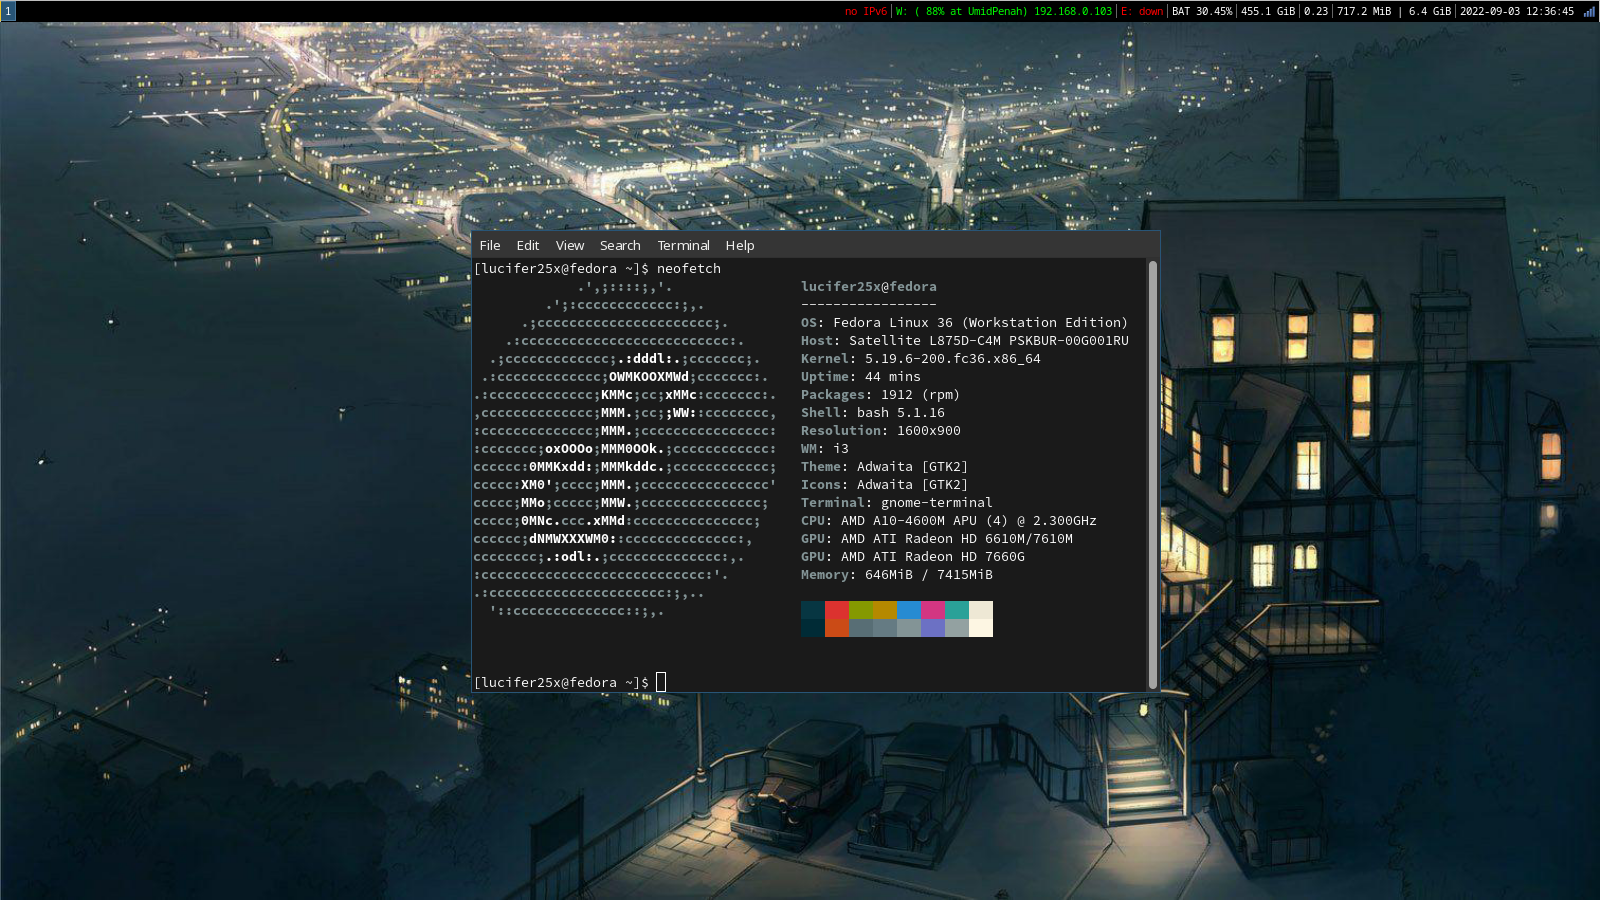 1
no IPv6 | W: ( 88% at UmidPenah) 192.168.0.103 | E: down | BAT 30.45% | 455.1 GiB | 0.23 | 717.2 MiB | 6.4 GiB | 2022-09-03 12:36:45
File Edit View Search Terminal Help
[lucifer25x@fedora ~]$ neofetch
.',;::::;,'. lucifer25x@fedora
.';:cccccccccccc:;,. -----------------
.;cccccccccccccccccccccc;. OS: Fedora Linux 36 (Workstation Edition)
.:cccccccccccccccccccccccccc:. Host: Satellite L875D-C4M PSKBUR-00G001RU
.;ccccccccccccc;.:dddl:.;ccccccc;. Kernel: 5.19.6-200.fc36.x86_64
.:ccccccccccccc;OWMKOOXMWd;ccccccc:. Uptime: 44 mins
.:ccccccccccccc;KMMc;cc;xMMc:ccccccc:. Packages: 1912 (rpm)
,cccccccccccccc;MMM.;cc;;WW::cccccccc, Shell: bash 5.1.16
:cccccccccccccc;MMM.;cccccccccccccccc: Resolution: 1600x900
:ccccccc;oxOOOo;MMM0OOk.;cccccccccccc: WM: i3
cccccc:0MMKxdd:;MMMkddc.;cccccccccccc; Theme: Adwaita [GTK2]
ccccc:XM0';cccc;MMM.;cccccccccccccccc' Icons: Adwaita [GTK2]
ccccc;MMo;ccccc;MMW.;ccccccccccccccc; Terminal: gnome-terminal
ccccc;0MNc.ccc.xMMd:ccccccccccccccc; CPU: AMD A10-4600M APU (4) @ 2.300GHz
cccccc;dNMWXXXWM0::cccccccccccccc:, GPU: AMD ATI Radeon HD 6610M/7610M
cccccccc;.:odl:.;cccccccccccccc:,. GPU: AMD ATI Radeon HD 7660G
:cccccccccccccccccccccccccccc:'. Memory: 646MiB / 7415MiB
.:cccccccccccccccccccccc:;,..
'::cccccccccccccc::;,.
[lucifer25x@fedora ~]$